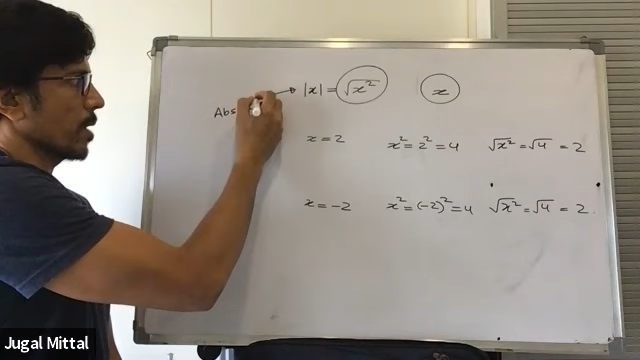 |x| = √x² x
Abs
x = 2 x² = 2² = 4 √x² = √4 = 2
x = -2 x² = (-2)² = 4 √x² = √4 = 2.
Jugal Mittal